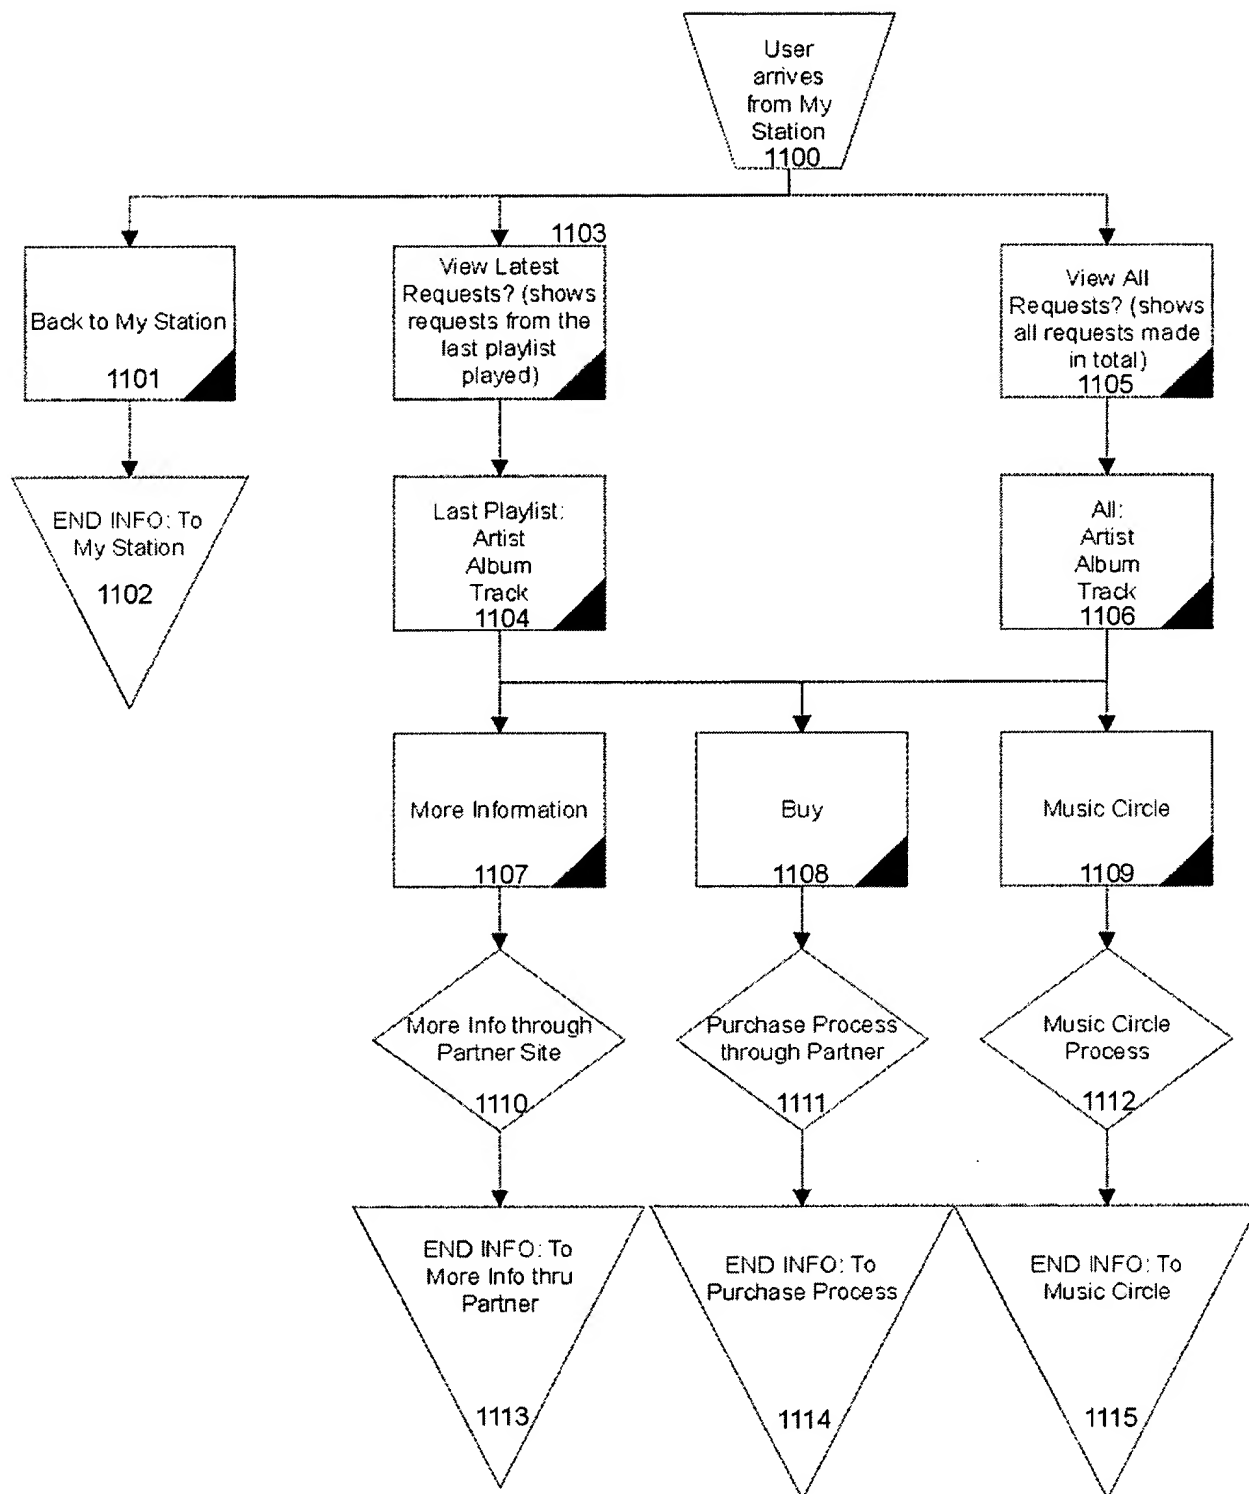 User
arrives
from My
Station
1100
Back to My Station
1101
1103
View Latest
Requests? (shows
requests from the
last playlist
played)
View All
Requests? (shows
all requests made
in total)
1105
END INFO: To
My Station
1102
Last Playlist:
Artist
Album
Track
1104
All:
Artist
Album
Track
1106
More Information
1107
Buy
1108
Music Circle
1109
More Info through
Partner Site
1110
Purchase Process
through Partner
1111
Music Circle
Process
1112
END INFO: To
More Info thru
Partner
1113
END INFO: To
Purchase Process
1114
END INFO: To
Music Circle
1115